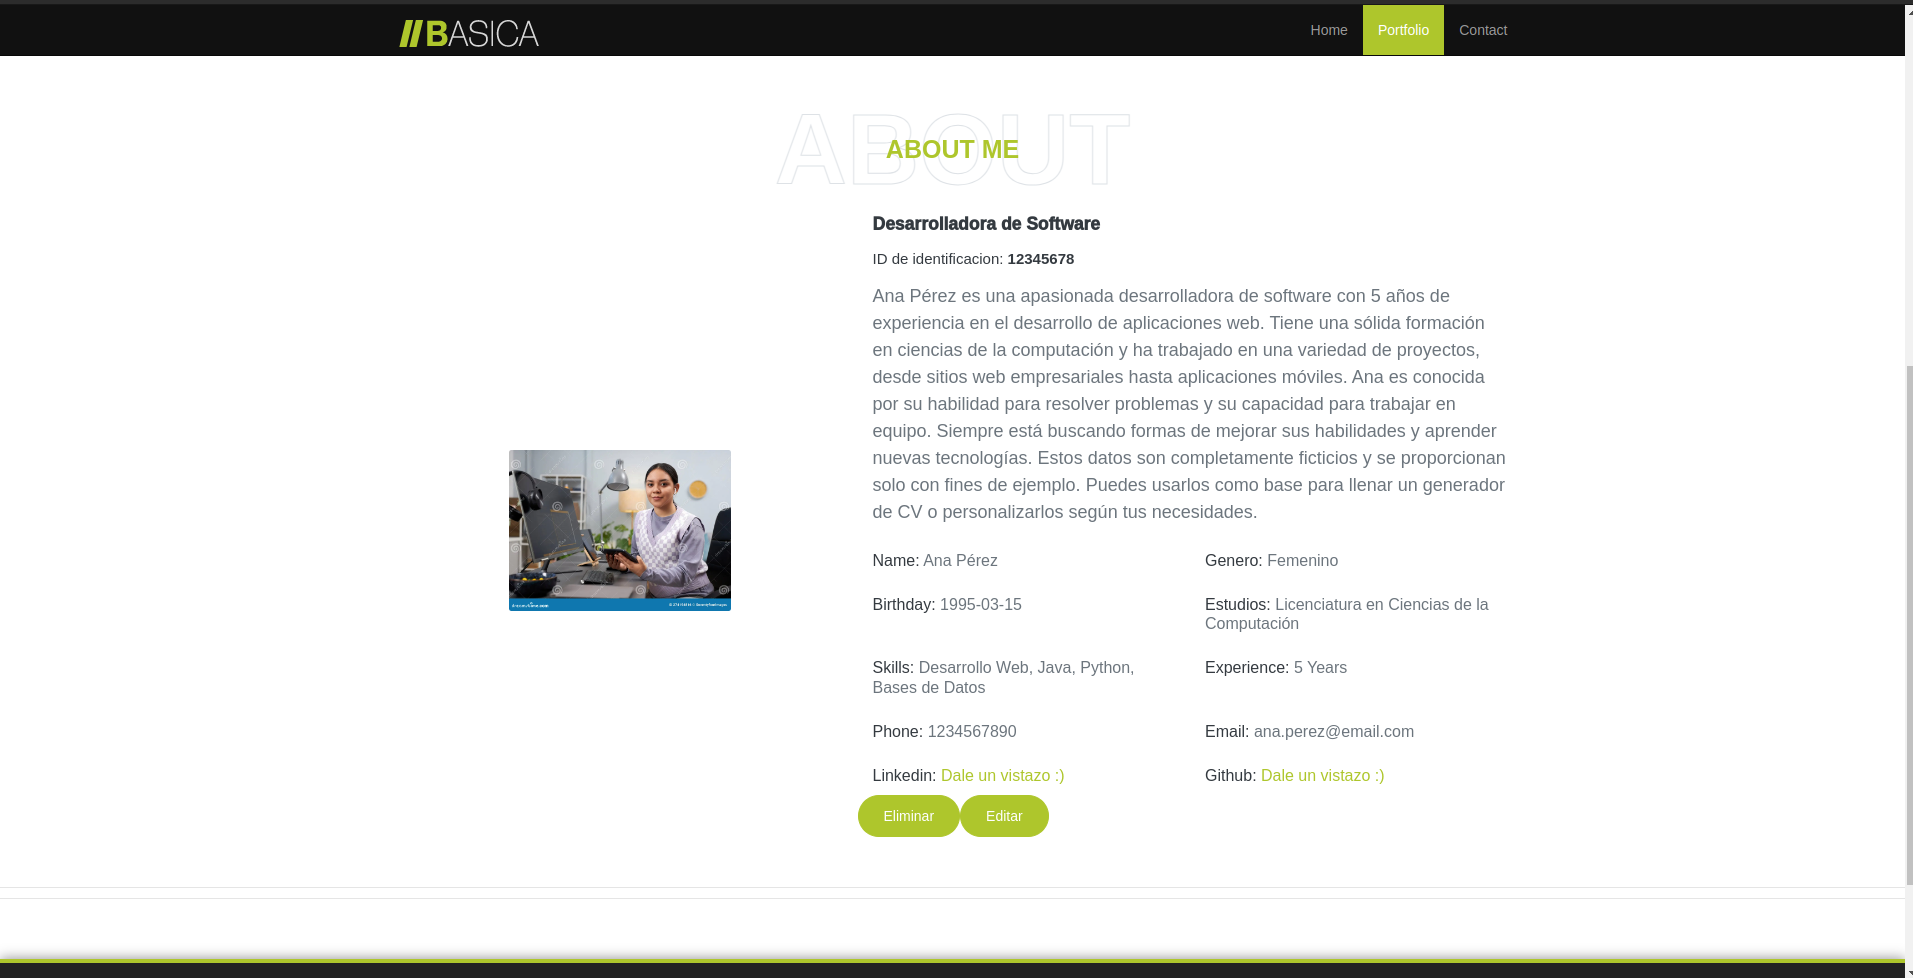 BASICA
Home Portfolio Contact
ABOUT
ABOUT ME
Desarrolladora de Software
ID de identificacion: 12345678
Ana Pérez es una apasionada desarrolladora de software con 5 años de
experiencia en el desarrollo de aplicaciones web. Tiene una sólida formación
en ciencias de la computación y ha trabajado en una variedad de proyectos,
desde sitios web empresariales hasta aplicaciones móviles. Ana es conocida
por su habilidad para resolver problemas y su capacidad para trabajar en
equipo. Siempre está buscando formas de mejorar sus habilidades y aprender
nuevas tecnologías. Estos datos son completamente ficticios y se proporcionan
solo con fines de ejemplo. Puedes usarlos como base para llenar un generador
de CV o personalizarlos según tus necesidades.
Name: Ana Pérez
Genero: Femenino
Birthday: 1995-03-15
Estudios: Licenciatura en Ciencias de la
Computación
Skills: Desarrollo Web, Java, Python,
Bases de Datos
Experience: 5 Years
Phone: 1234567890
Email: ana.perez@email.com
Linkedin: Dale un vistazo :)
Github: Dale un vistazo :)
Eliminar
Editar